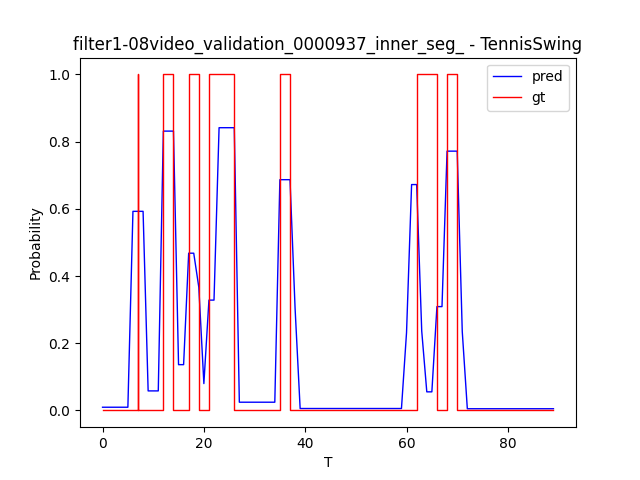 filter1-08video_validation_0000937_inner_seg_ - TennisSwing
pred
gt
1.0
0.8
0.6
0.4
0.2
0.0
Probability
0
20
40
60
80
T